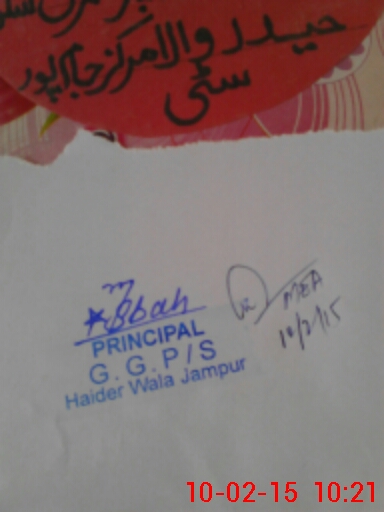 حیدر والا مرکز جام پور
سٹی
PRINCIPAL
G.G.P/S
Haider Wala Jampur
MEA
10/2/15
10-02-15 10:21